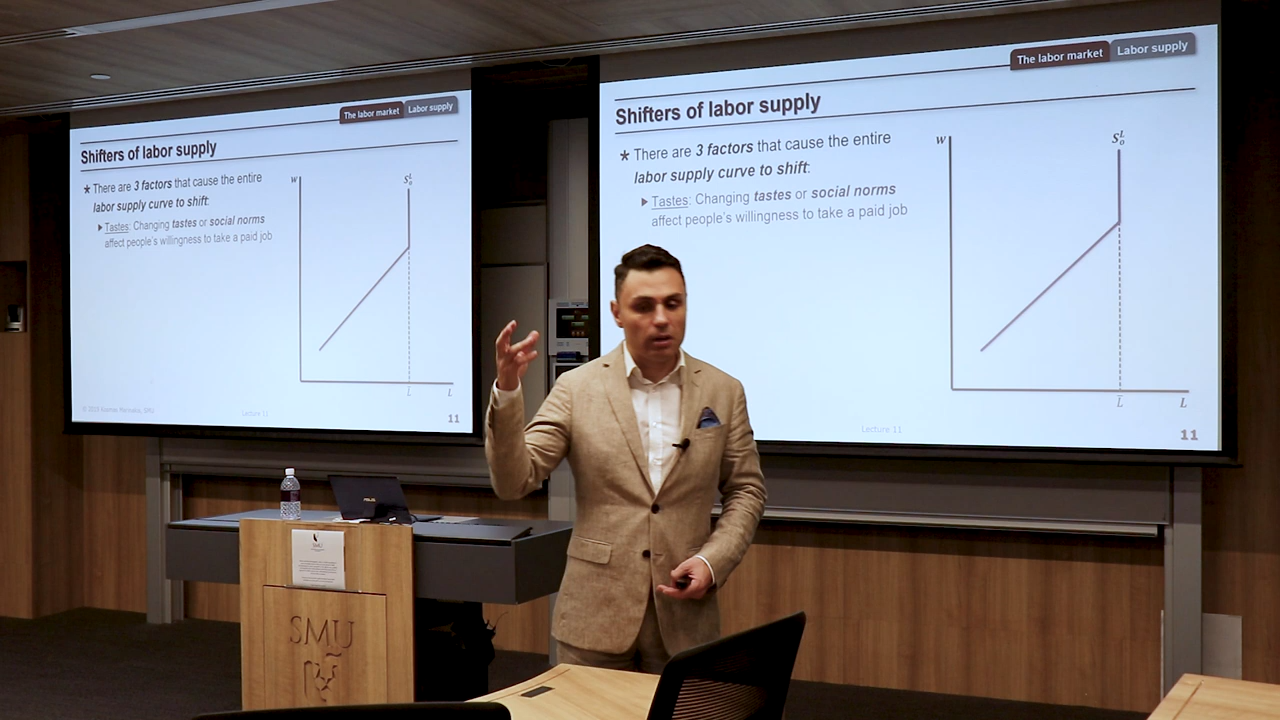 The labor market Labor supply
Shifters of labor supply
★ There are 3 factors that cause the entire
labor supply curve to shift:
▶ Tastes: Changing tastes or social norms
affect people's willingness to take a paid job
w
S₀ᴸ
L̅
L
Lecture 11
11
The labor market Labor supply
Shifters of labor supply
★ There are 3 factors that cause the entire
labor supply curve to shift:
▶ Tastes: Changing tastes or social norms
affect people's willingness to take a paid job
w
S₀ᴸ
L̅
L
Lecture 11
11
ASUS
SMU
SMU